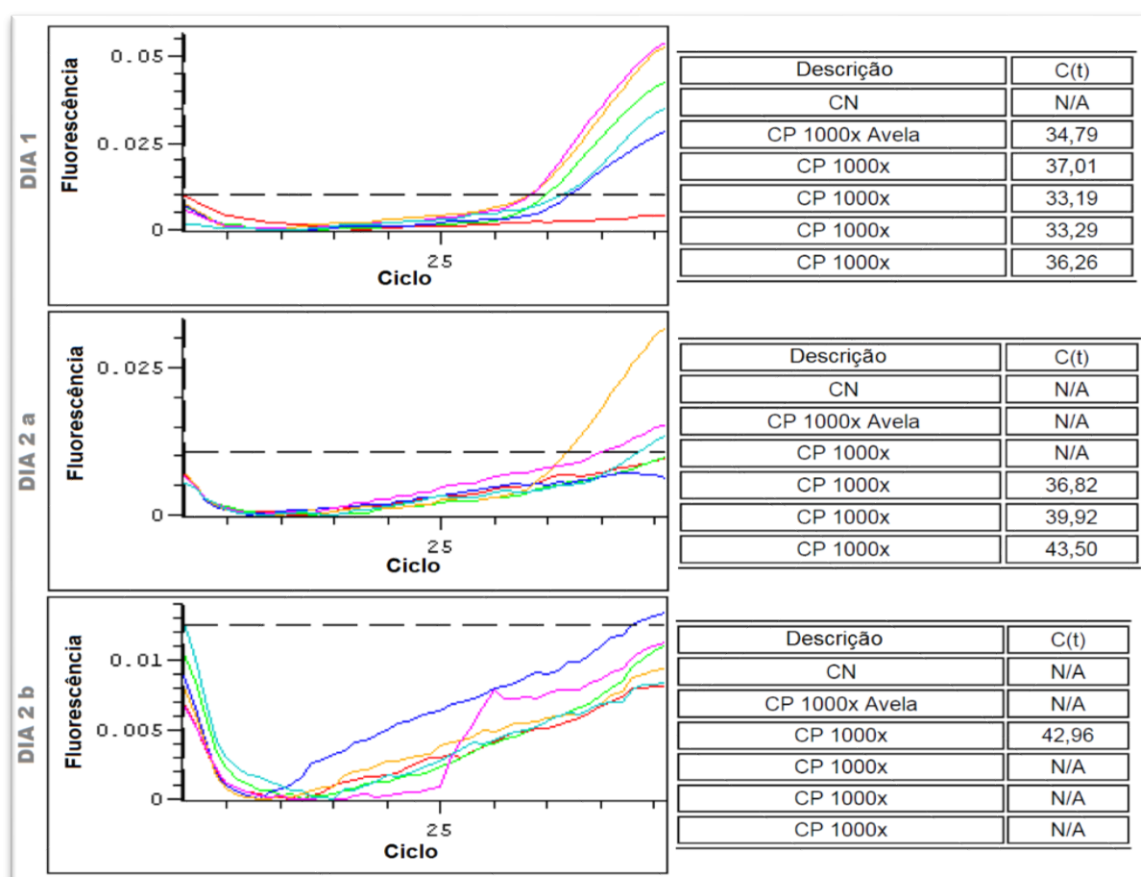 DIA 1
Fluorescência
0.05
0.025
0
25
Ciclo
Descrição C(t)
CN N/A
CP 1000x Avela 34,79
CP 1000x 37,01
CP 1000x 33,19
CP 1000x 33,29
CP 1000x 36,26
DIA 2 a
Fluorescência
0.025
0
25
Ciclo
Descrição C(t)
CN N/A
CP 1000x Avela N/A
CP 1000x N/A
CP 1000x 36,82
CP 1000x 39,92
CP 1000x 43,50
DIA 2 b
Fluorescência
0.01
0.005
0
25
Ciclo
Descrição C(t)
CN N/A
CP 1000x Avela N/A
CP 1000x 42,96
CP 1000x N/A
CP 1000x N/A
CP 1000x N/A